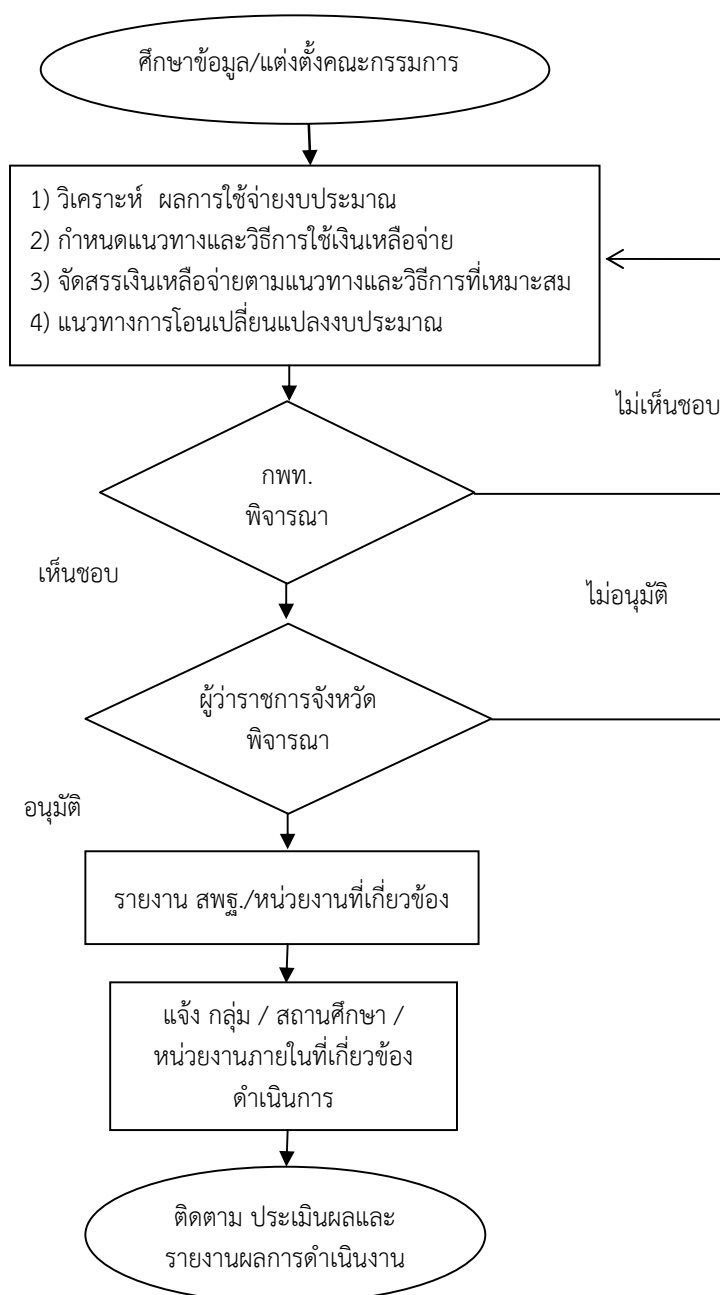 ศึกษาข้อมูล/แต่งตั้งคณะกรรมการ
1) วิเคราะห์ ผลการใช้จ่ายงบประมาณ
2) กำหนดแนวทางและวิธีการใช้เงินเหลือจ่าย
3) จัดสรรเงินเหลือจ่ายตามแนวทางและวิธีการที่เหมาะสม
4) แนวทางการโอนเปลี่ยนแปลงงบประมาณ
ไม่เห็นชอบ
กพท.
พิจารณา
เห็นชอบ
ไม่อนุมัติ
ผู้ว่าราชการจังหวัด
พิจารณา
อนุมัติ
รายงาน สพฐ./หน่วยงานที่เกี่ยวข้อง
แจ้ง กลุ่ม / สถานศึกษา /
หน่วยงานภายในที่เกี่ยวข้อง
ดำเนินการ
ติดตาม ประเมินผลและ
รายงานผลการดำเนินงาน